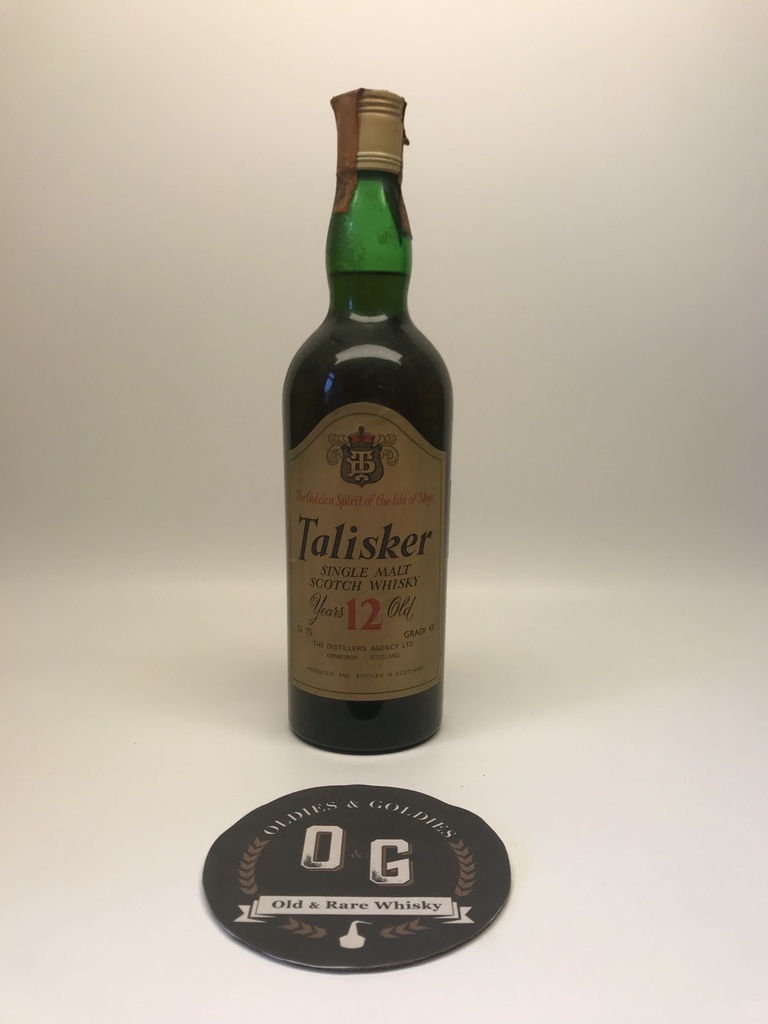 The Golden Spirit of the Isle of Skye
Talisker
SINGLE MALT
SCOTCH WHISKY
Years 12 Old
CL. 75 GRADI 43°
THE DISTILLERS AGENCY LTD
EDINBURGH SCOTLAND
PRODUCED AND BOTTLED IN SCOTLAND
OLDIES & GOLDIES
O & G
Old & Rare Whisky